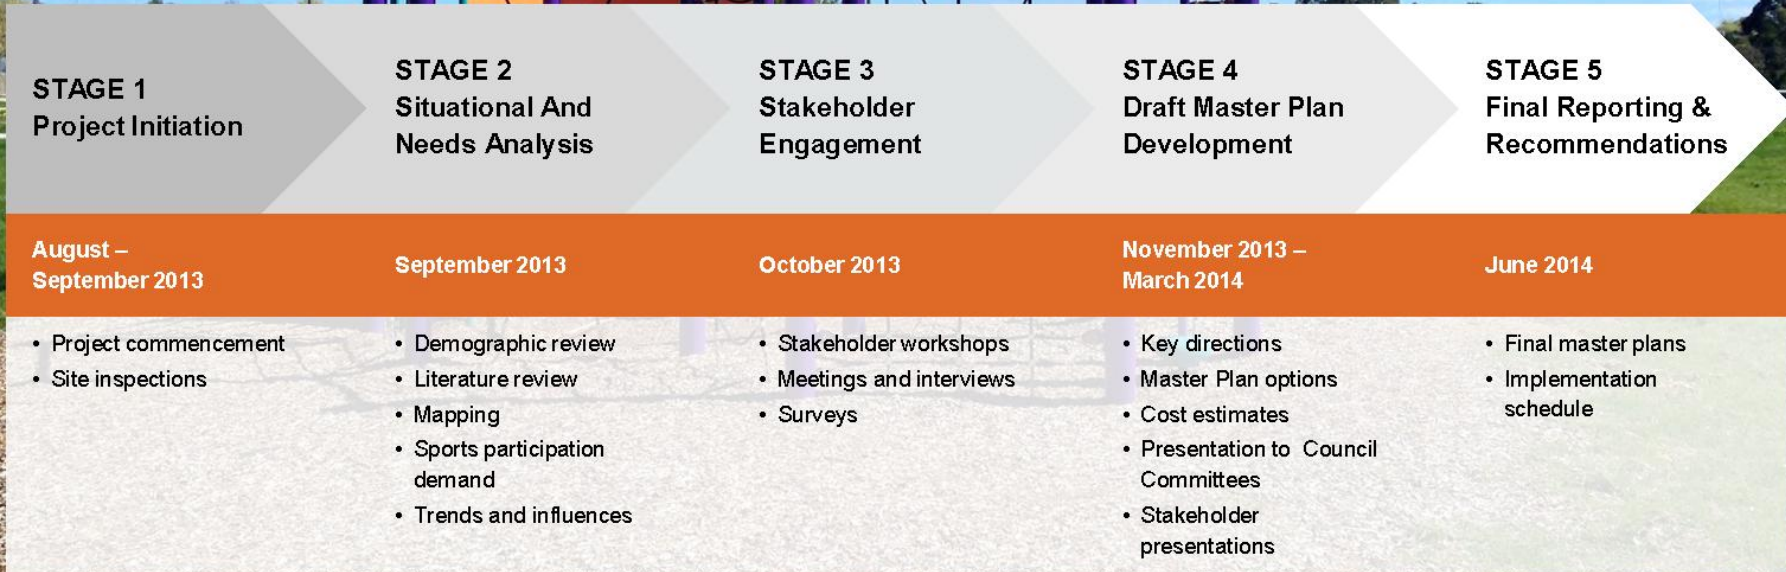 STAGE 1
Project Initiation
STAGE 2
Situational And
Needs Analysis
STAGE 3
Stakeholder
Engagement
STAGE 4
Draft Master Plan
Development
STAGE 5
Final Reporting &
Recommendations
August –
September 2013
September 2013
October 2013
November 2013 –
March 2014
June 2014
• Project commencement
• Site inspections
• Demographic review
• Literature review
• Mapping
• Sports participation
demand
• Trends and influences
• Stakeholder workshops
• Meetings and interviews
• Surveys
• Key directions
• Master Plan options
• Cost estimates
• Presentation to Council
Committees
• Stakeholder
presentations
• Final master plans
• Implementation
schedule